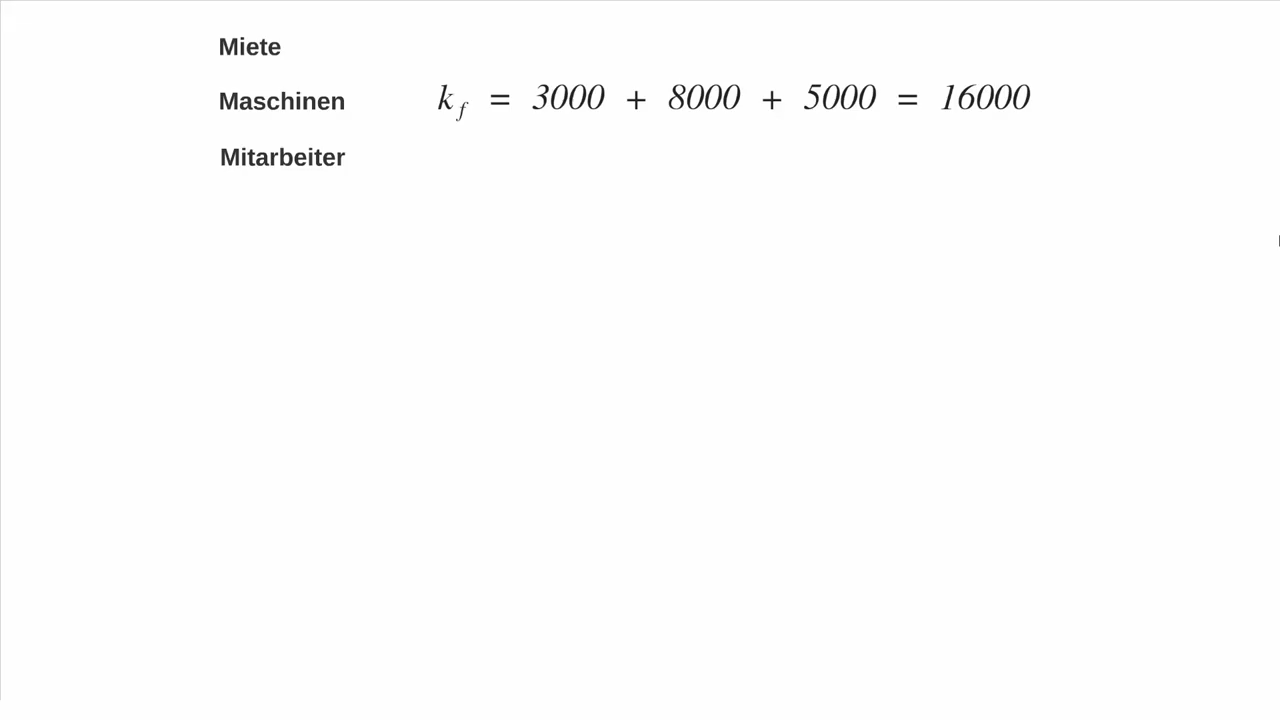 Miete
Maschinen k_f = 3000 + 8000 + 5000 = 16000
Mitarbeiter